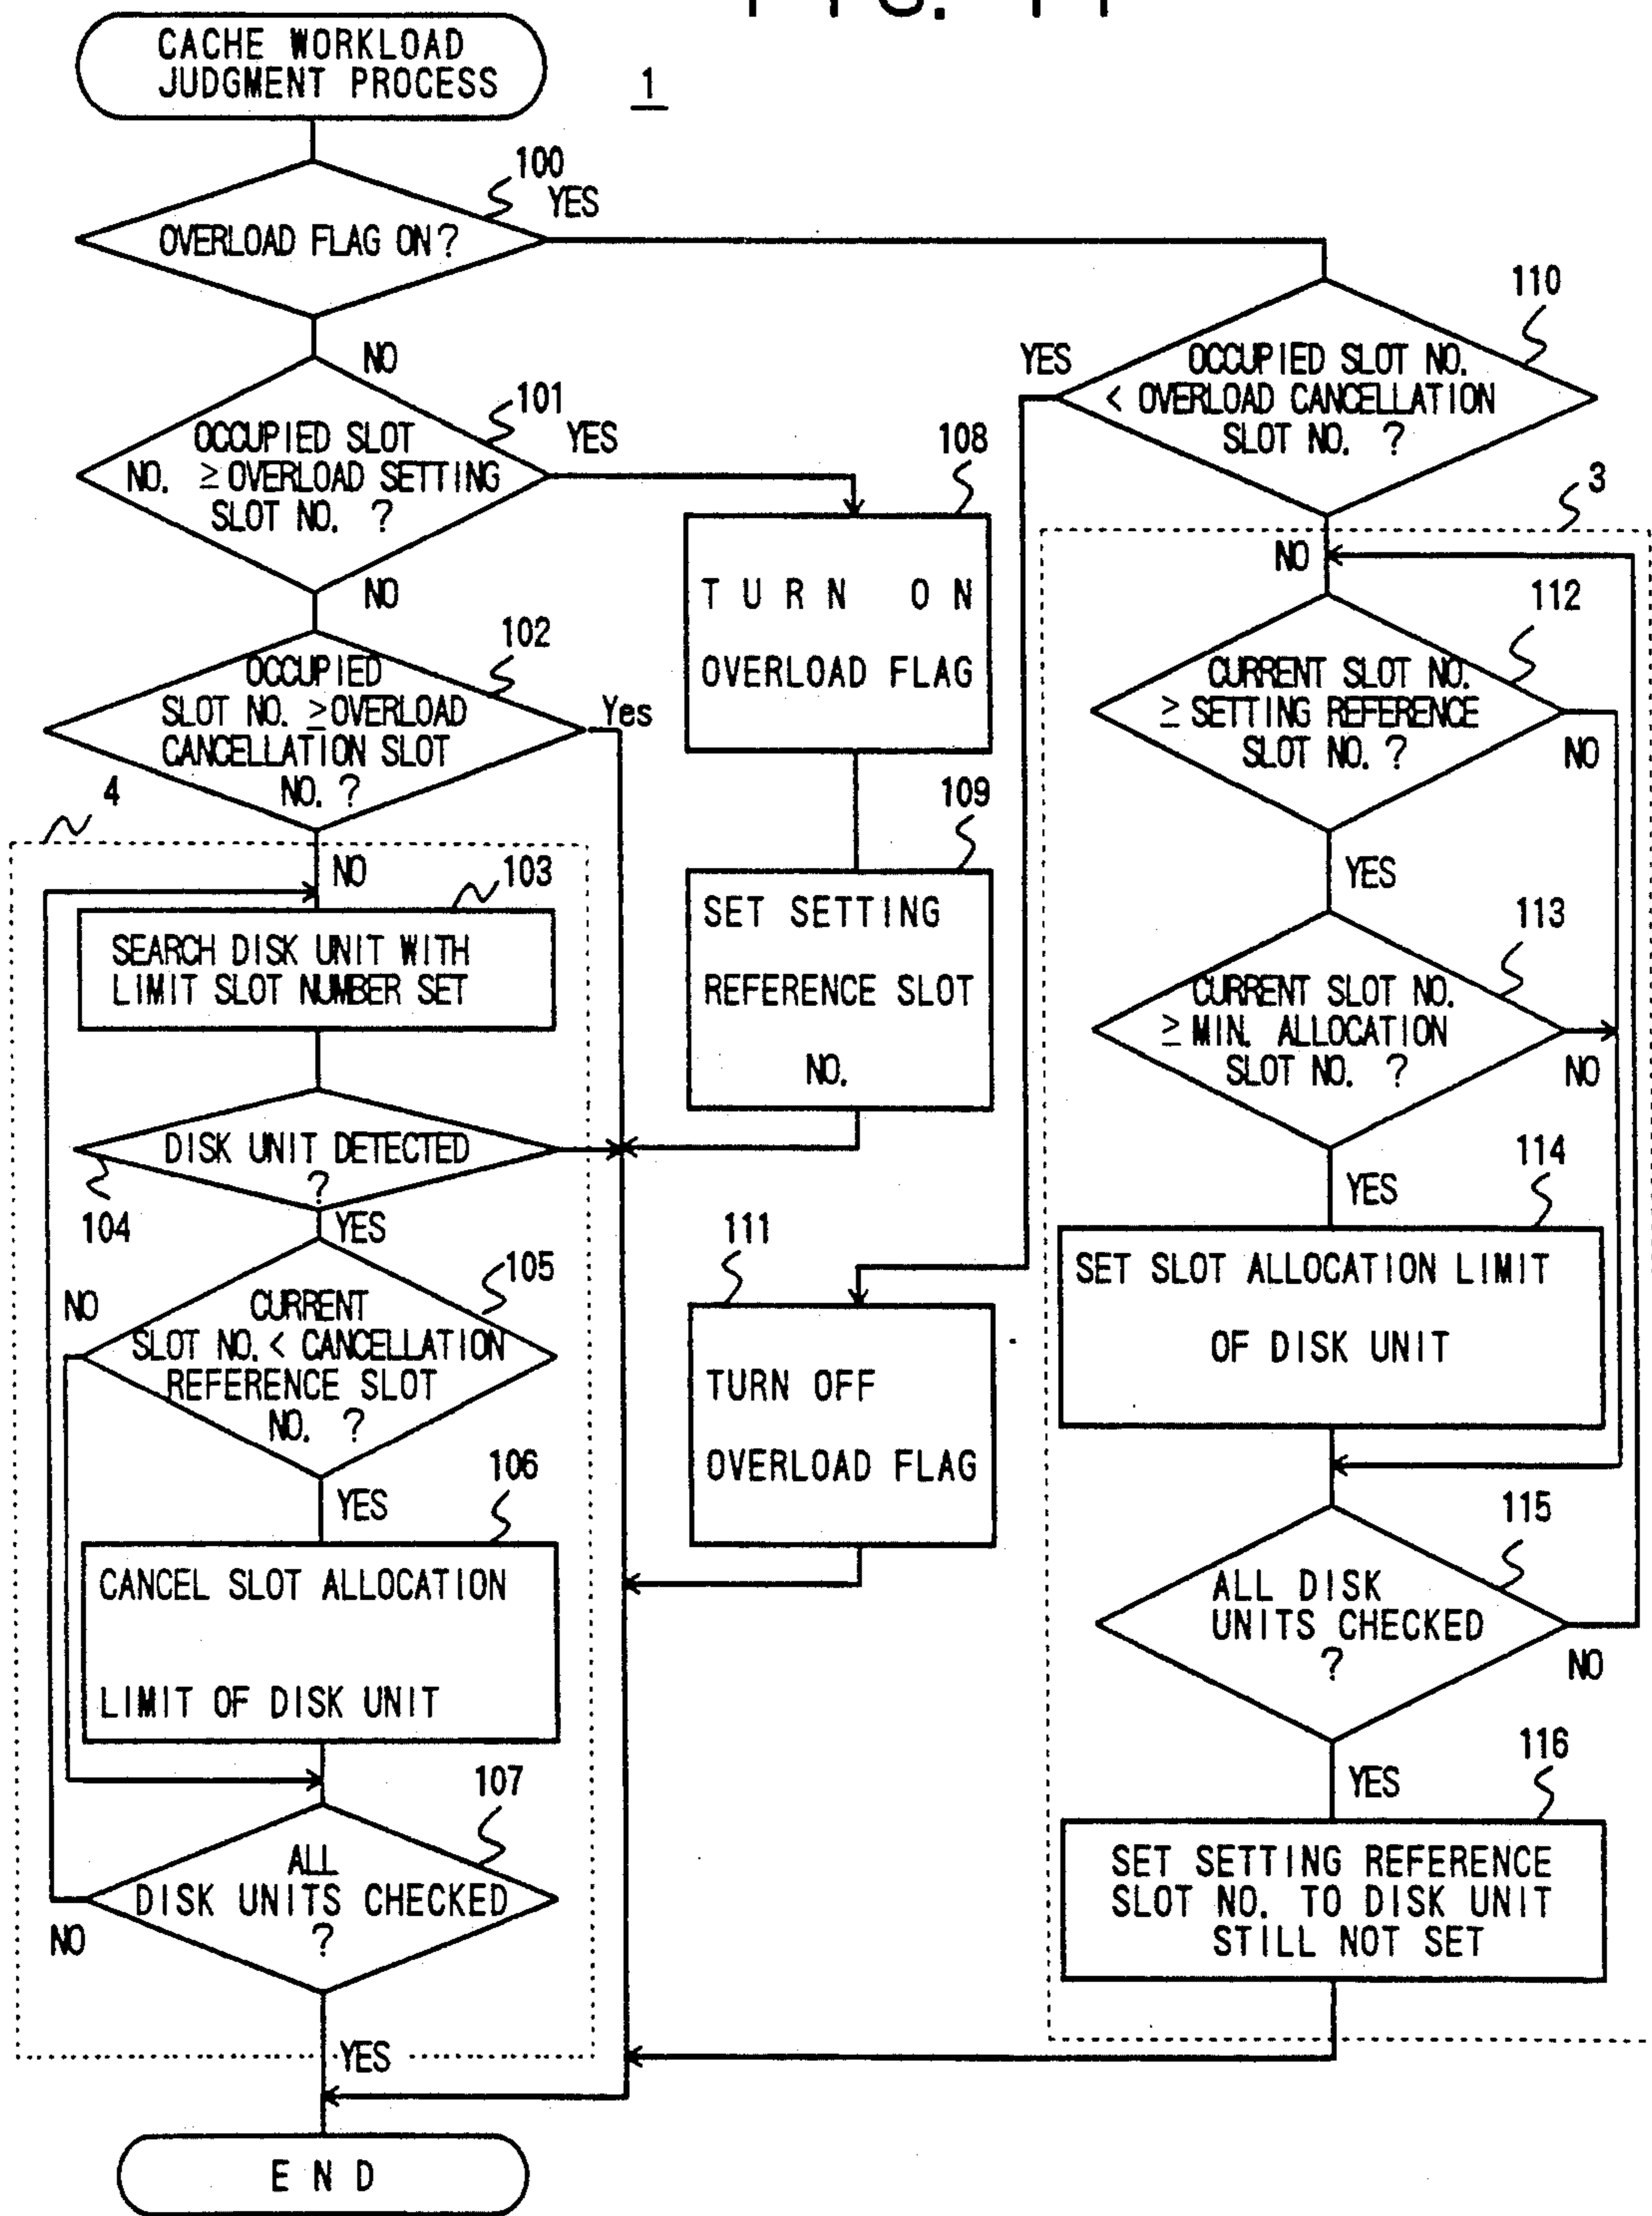 CACHE WORKLOAD
JUDGMENT PROCESS
1
100
YES
OVERLOAD FLAG ON?
NO
101
YES
OCCUPIED SLOT
NO. ≥ OVERLOAD SETTING
SLOT NO. ?
NO
102
OCCUPIED
SLOT NO. ≥OVERLOAD
CANCELLATION SLOT
NO. ?
Yes
4
NO
103
SEARCH DISK UNIT WITH
LIMIT SLOT NUMBER SET
DISK UNIT DETECTED
?
104
YES
105
NO
CURRENT
SLOT NO. < CANCELLATION
REFERENCE SLOT
NO. ?
106
YES
CANCEL SLOT ALLOCATION
LIMIT OF DISK UNIT
107
ALL
DISK UNITS CHECKED
?
NO
YES
END
108
TURN ON
OVERLOAD FLAG
109
SET SETTING
REFERENCE SLOT
NO.
111
TURN OFF
OVERLOAD FLAG
110
YES
OCCUPIED SLOT NO.
< OVERLOAD CANCELLATION
SLOT NO. ?
3
NO
112
CURRENT SLOT NO.
≥ SETTING REFERENCE
SLOT NO. ?
NO
YES
113
CURRENT SLOT NO.
≥ MIN. ALLOCATION
SLOT NO. ?
NO
YES
114
SET SLOT ALLOCATION LIMIT
OF DISK UNIT
115
ALL DISK
UNITS CHECKED
?
NO
YES
116
SET SETTING REFERENCE
SLOT NO. TO DISK UNIT
STILL NOT SET